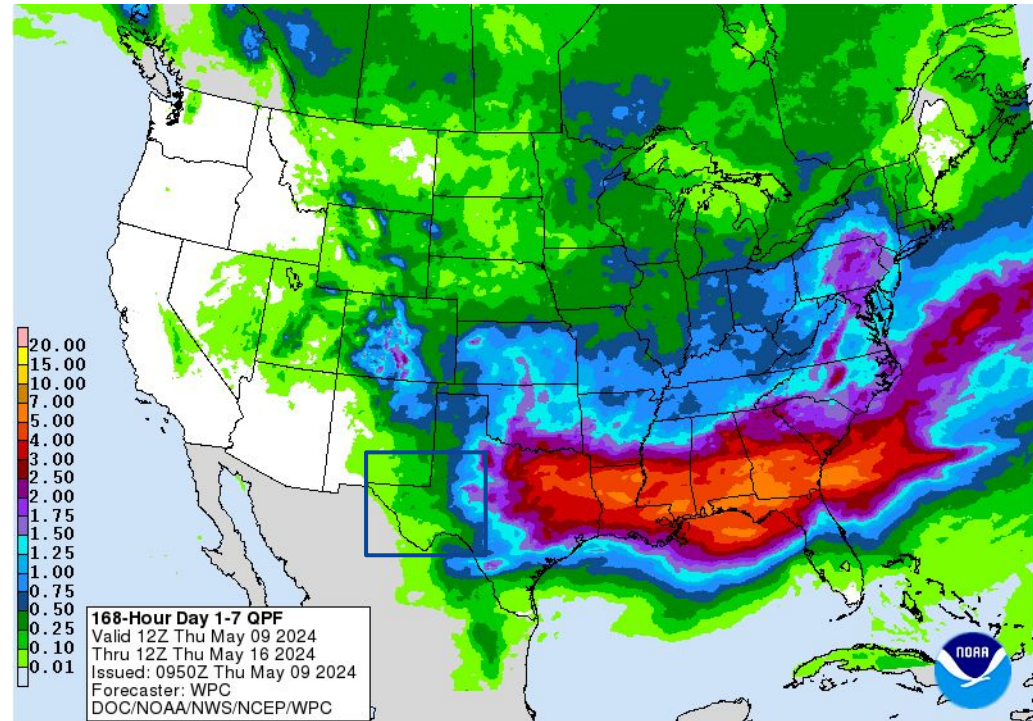 20.00
15.00
10.00
7.00
5.00
4.00
3.00
2.50
2.00
1.75
1.50
1.25
1.00
0.75
0.50
0.25
0.10
0.01
168-Hour Day 1-7 QPF
Valid 12Z Thu May 09 2024
Thru 12Z Thu May 16 2024
Issued: 0950Z Thu May 09 2024
Forecaster: WPC
DOC/NOAA/NWS/NCEP/WPC
NOAA